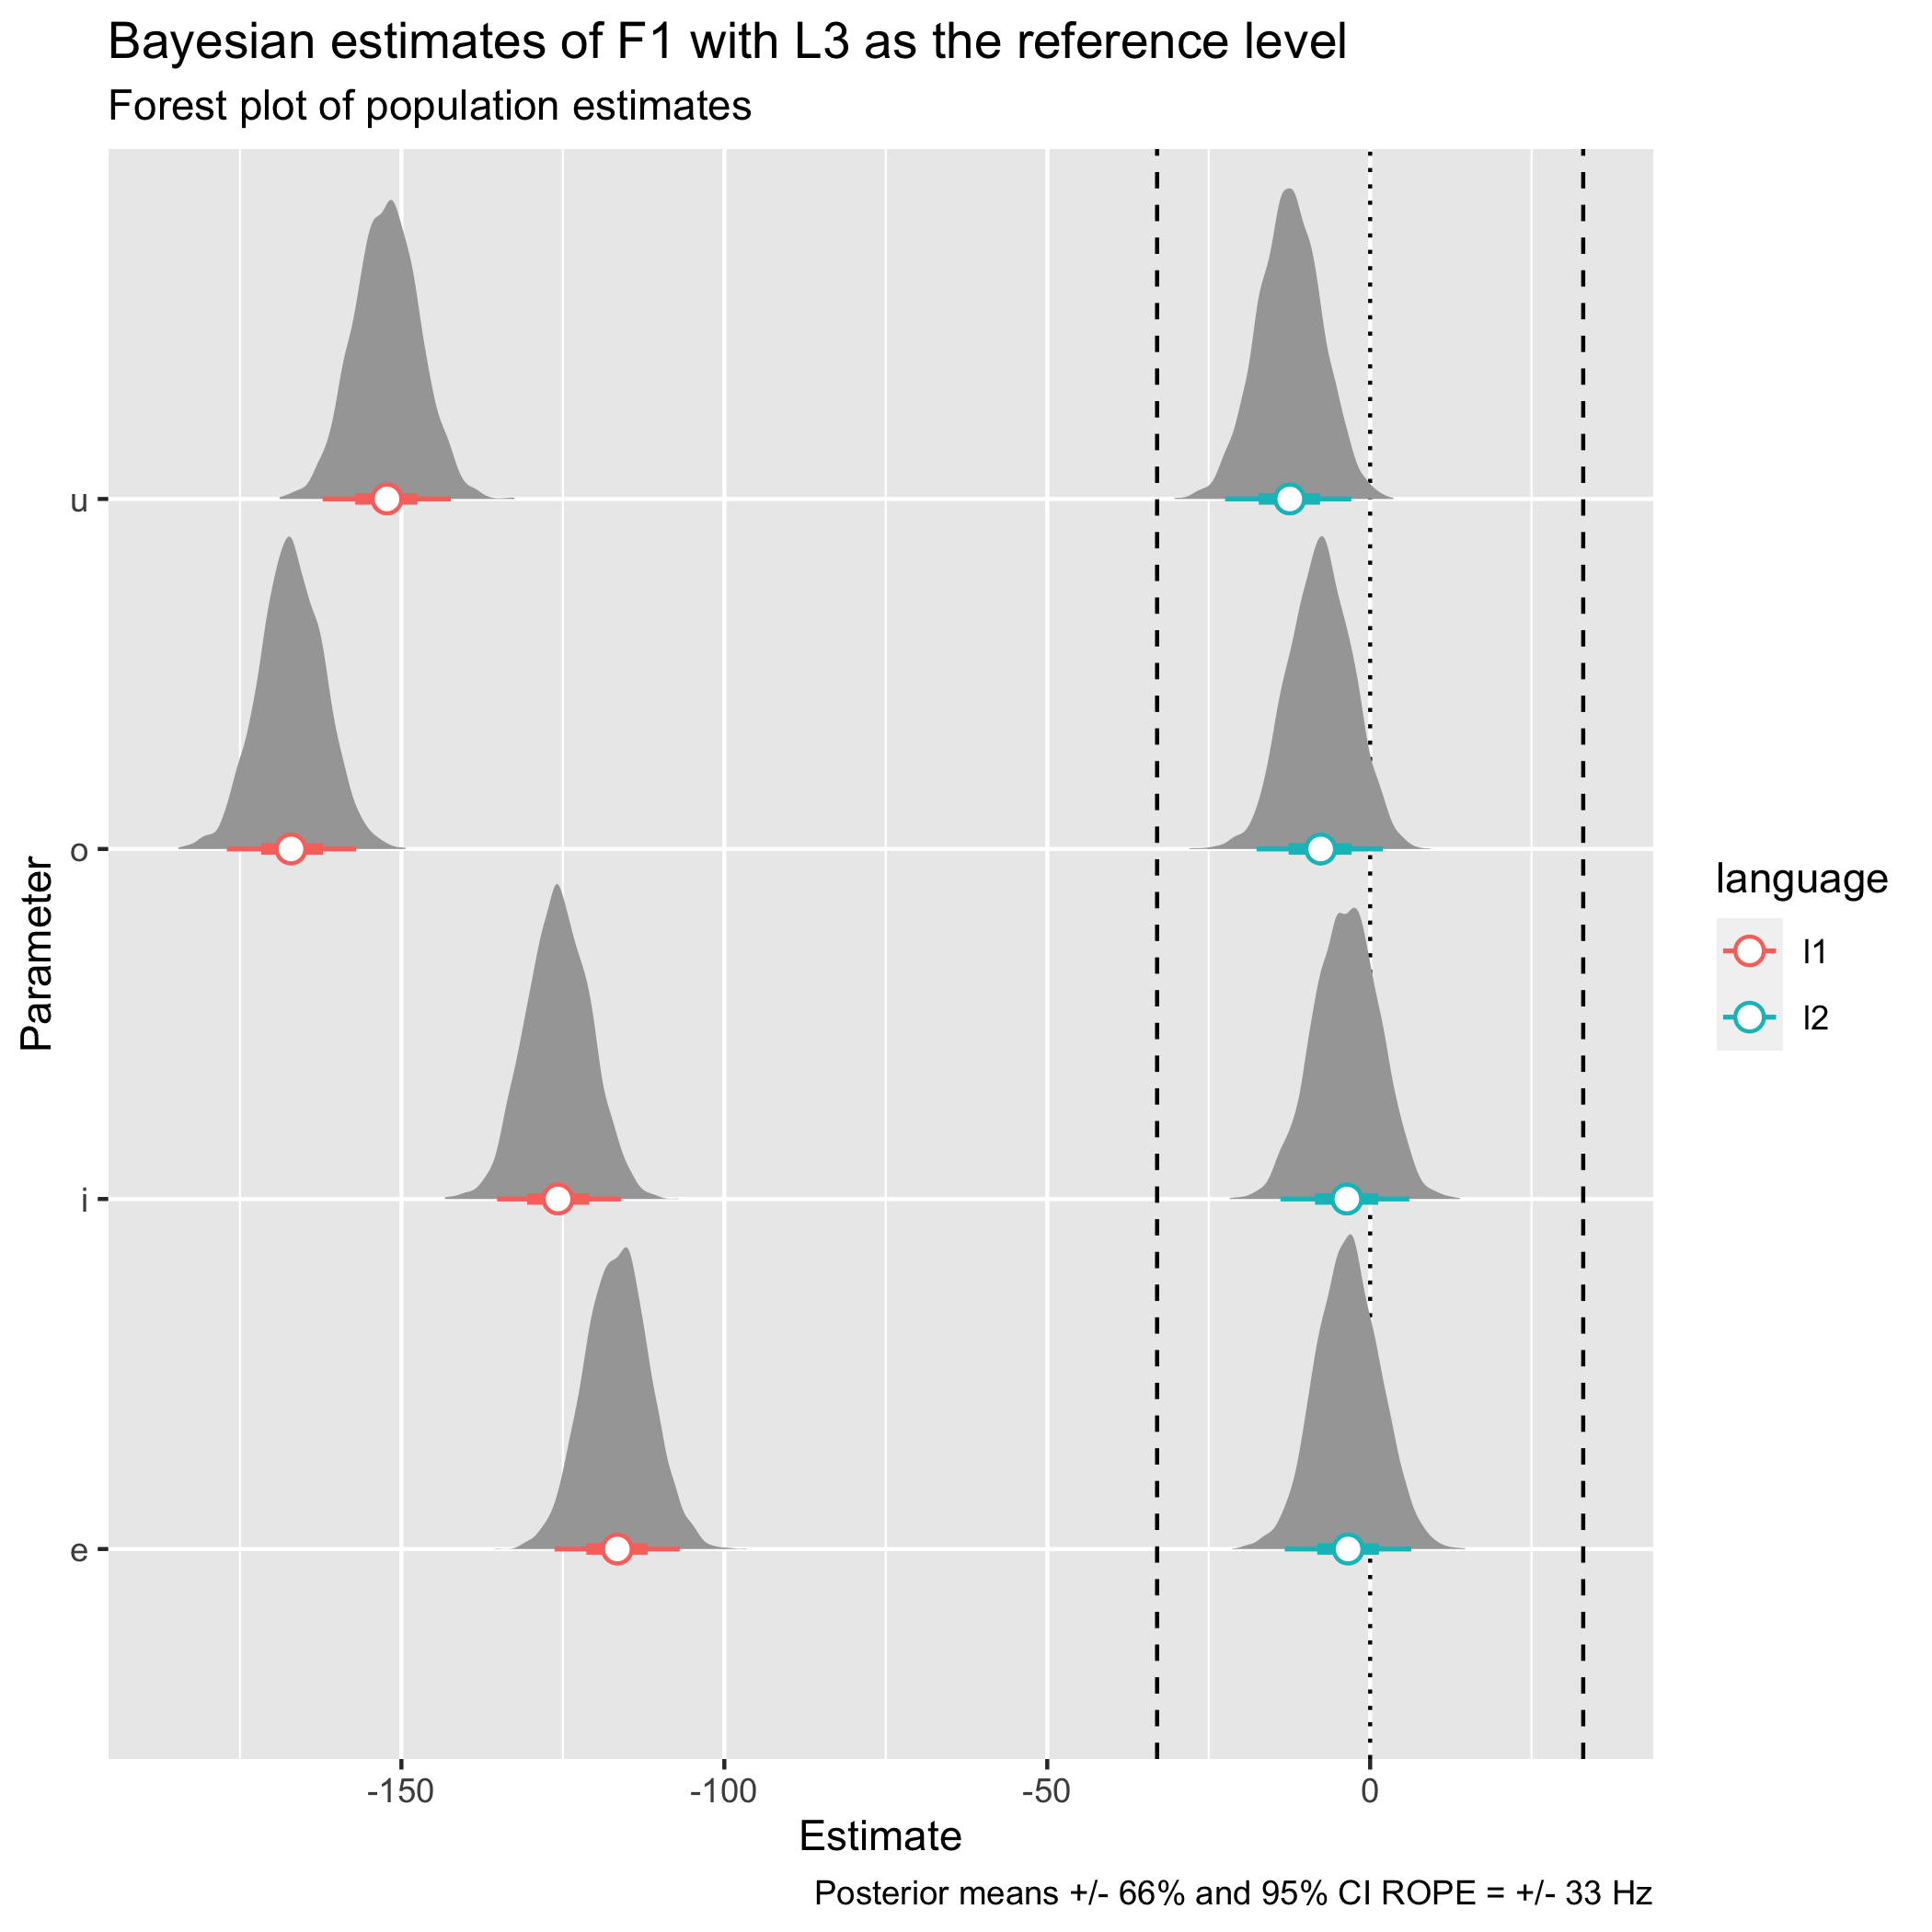 Bayesian estimates of F1 with L3 as the reference level
Forest plot of population estimates
Parameter
u
o
i
e
-150
-100
-50
0
Estimate
language
l1
l2
Posterior means +/- 66% and 95% CI ROPE = +/- 33 Hz